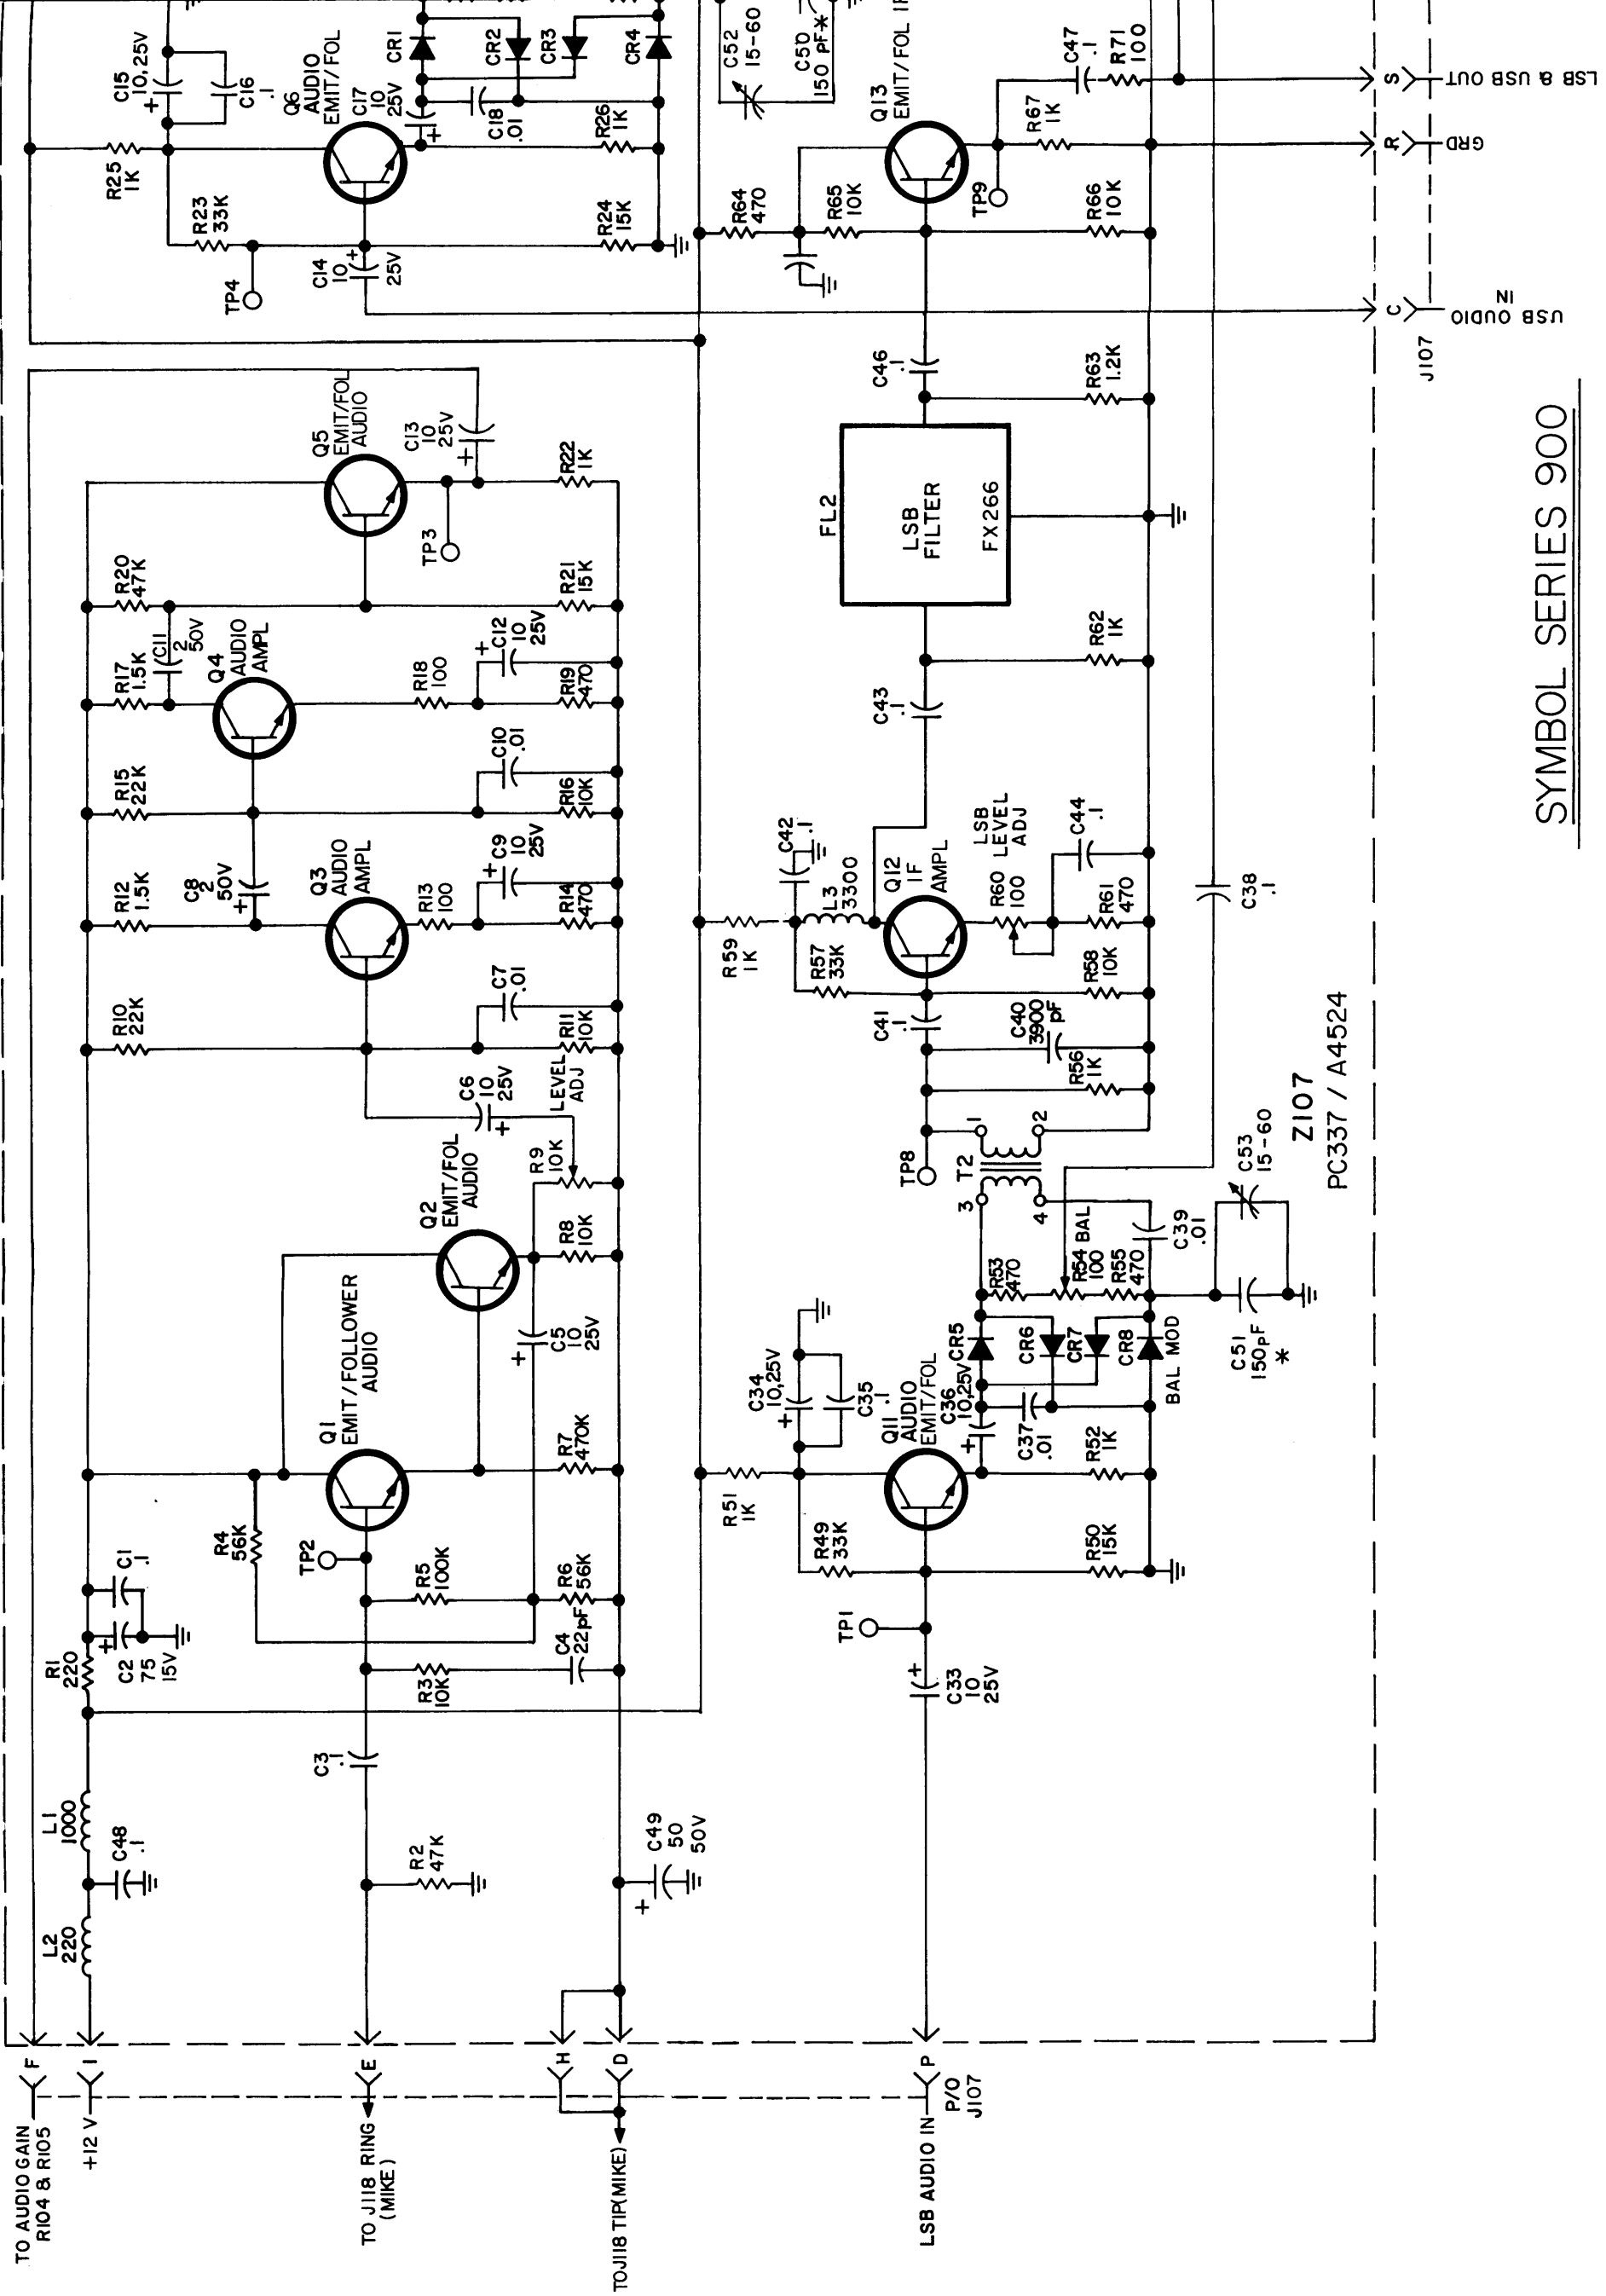 TO AUDIO GAIN
R104 & R105
F
+12 V
I
TO J118 RING
(MIKE)
E
H
TO J118 TIP(MIKE)
D
LSB AUDIO IN
P
P/O
J107
L2
220
C48
.1
L1
1000
R1
220
C2
75
15V
+
C1
.1
R2
47K
C3
.1
C49
50
50V
+
R3
10K
C4
22pF
R4
56K
TP2
R5
100K
R6
56K
Q1
EMIT/FOLLOWER
AUDIO
R7
470K
C5
10
25V
+
Q2
EMIT/FOL
AUDIO
R8
10K
R9
10K
LEVEL
ADJ
C6
10
25V
+
R10
22K
R11
10K
C7
.01
R12
1.5K
C8
2
50V
+
Q3
AUDIO
AMPL
R13
100
C9
10
25V
+
R14
470
R15
22K
C10
.01
R16
10K
R17
1.5K
C11
2
50V
Q4
AUDIO
AMPL
R18
100
C12
10
25V
+
R19
470
R20
47K
R21
15K
Q5
EMIT/FOL
AUDIO
TP3
C13
10
25V
+
R22
1K
TP4
C14
10
25V
+
R23
33K
R24
15K
R25
1K
C15
10,25V
+
C16
.1
Q6
AUDIO
EMIT/FOL
C17
10
25V
+
C18
.01
R26
1K
CR1
CR2
CR3
CR4
C33
10
25V
+
TP1
R49
33K
R50
15K
R51
1K
C34
10,25V
+
C35
.1
Q11
AUDIO
EMIT/FOL
C36
10,25V
+
C37
.01
R52
1K
CR5
CR6
CR7
CR8
BAL MOD
R53
470
R54 BAL
100
R55
470
C39
.01
C51
150pF
*
C53
15-60
T2
3
4
1
2
TP8
R56
1K
C40
3900
pF
C41
.1
R57
33K
R58
10K
R59
1K
C42
.1
L3
3300
Q12
IF
AMPL
LSB
LEVEL
ADJ
R60
100
R61
470
C44
.1
C38
.1
C43
.1
R62
1K
FL2
LSB
FILTER
FX266
C46
.1
R63
1.2K
R64
470
R65
10K
R66
10K
Q13
EMIT/FOL
TP9
R67
1K
C47
.1
R71
100
C52
15-60
C50
150 PF*
C
USB OUDIO
IN
R
GRD
S
LSB & USB OUT
J107
Z107
PC337 / A4524
SYMBOL SERIES 900